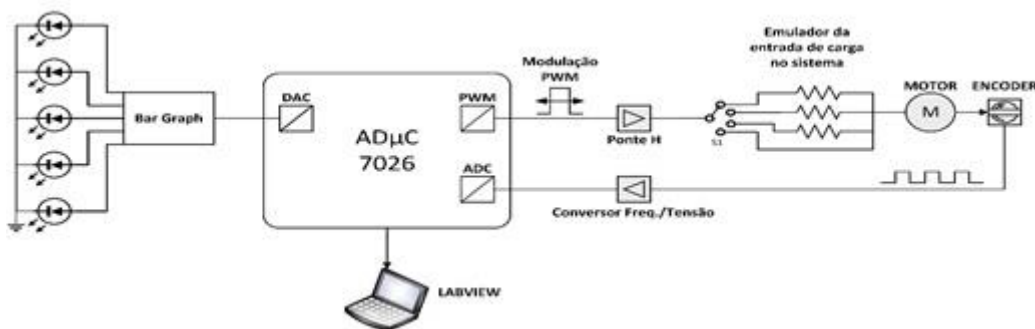 Emulador da
entrada de carga
no sistema
Modulação
PWM
MOTOR
ENCODER
DAC
PWM
Bar Graph
ADµC
7026
M
Ponte H
S1
ADC
Conversor Freq./Tensão
LABVIEW